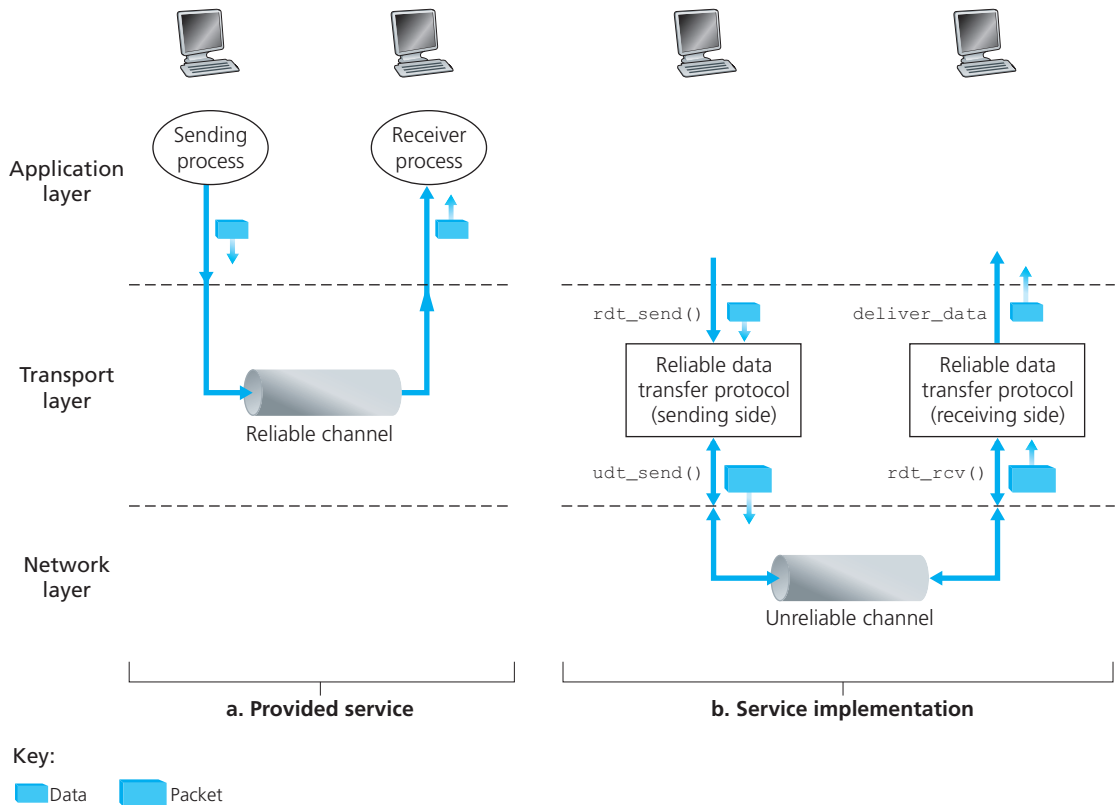 Sending
process
Receiver
process
Application
layer
rdt_send()
deliver_data
Transport
layer
Reliable channel
Reliable data
transfer protocol
(sending side)
Reliable data
transfer protocol
(receiving side)
udt_send()
rdt_rcv()
Network
layer
Unreliable channel
a. Provided service
b. Service implementation
Key:
Data
Packet